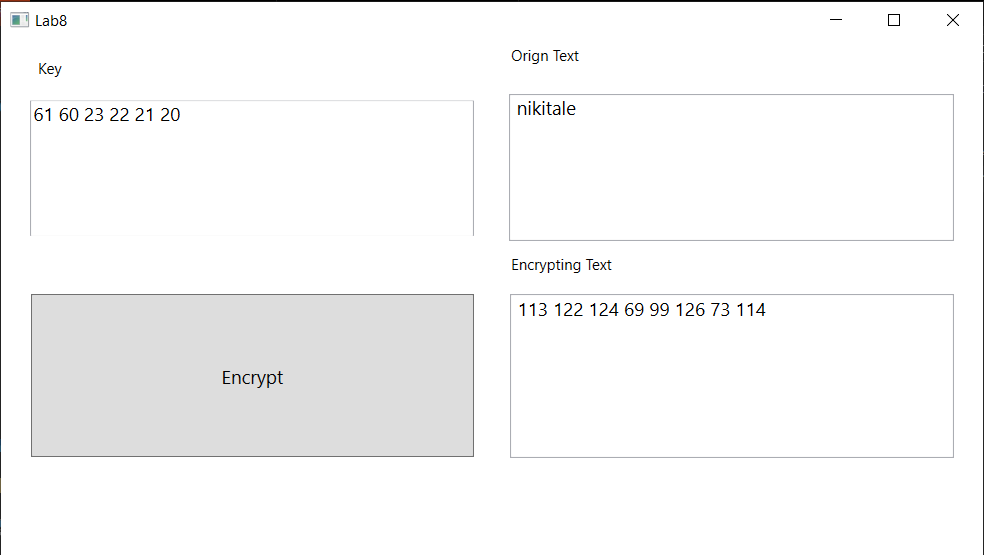 Lab8
Key
61 60 23 22 21 20
Orign Text
nikitale
Encrypt
Encrypting Text
113 122 124 69 99 126 73 114